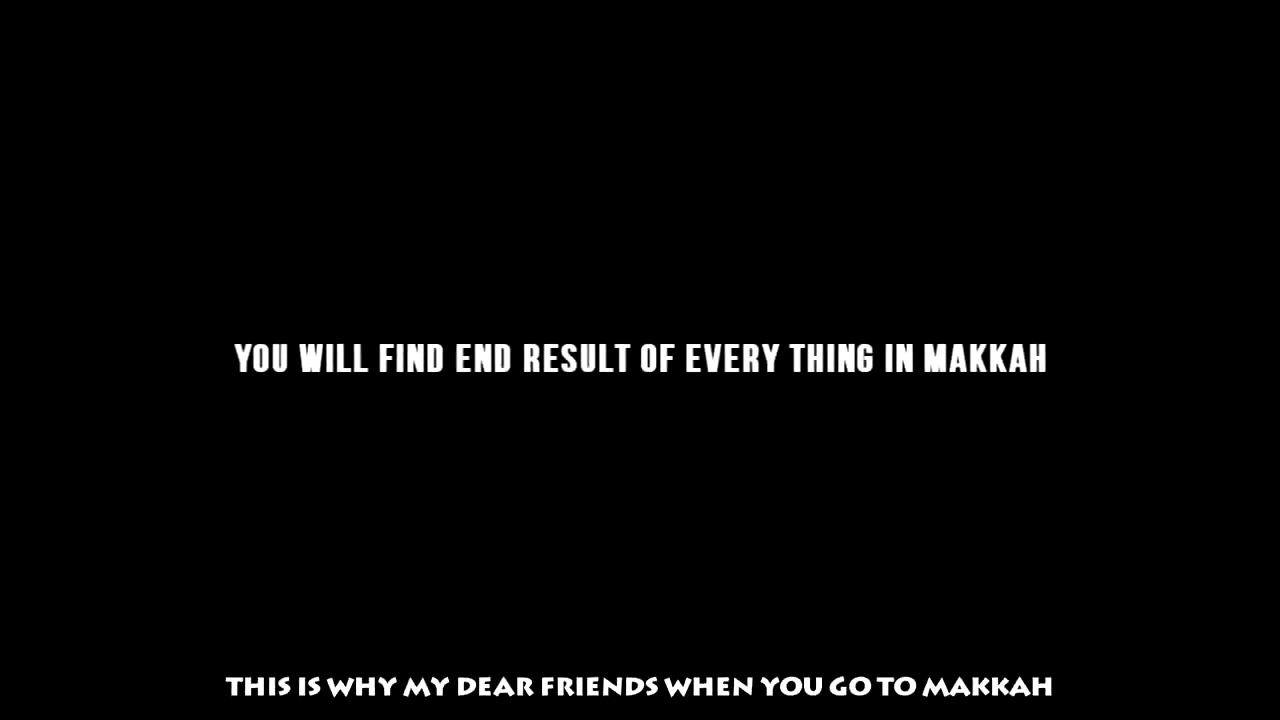 YOU WILL FIND END RESULT OF EVERY THING IN MAKKAH
THIS IS WHY MY DEAR FRIENDS WHEN YOU GO TO MAKKAH